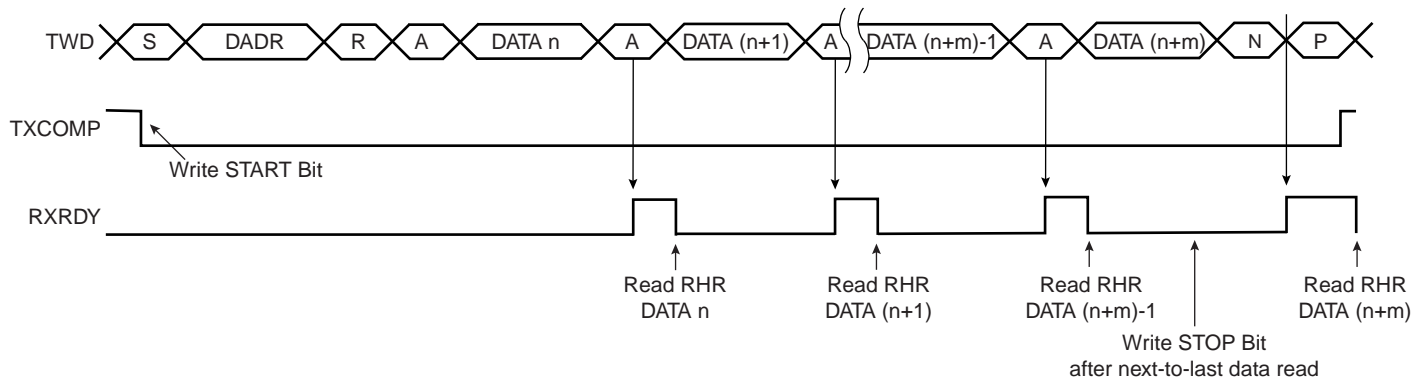 TWD S DADR R A DATA n A DATA (n+1) A DATA (n+m)-1 A DATA (n+m) N P
TXCOMP
Write START Bit
RXRDY
Read RHR
DATA n
Read RHR
DATA (n+1)
Read RHR
DATA (n+m)-1
Read RHR
DATA (n+m)
Write STOP Bit
after next-to-last data read